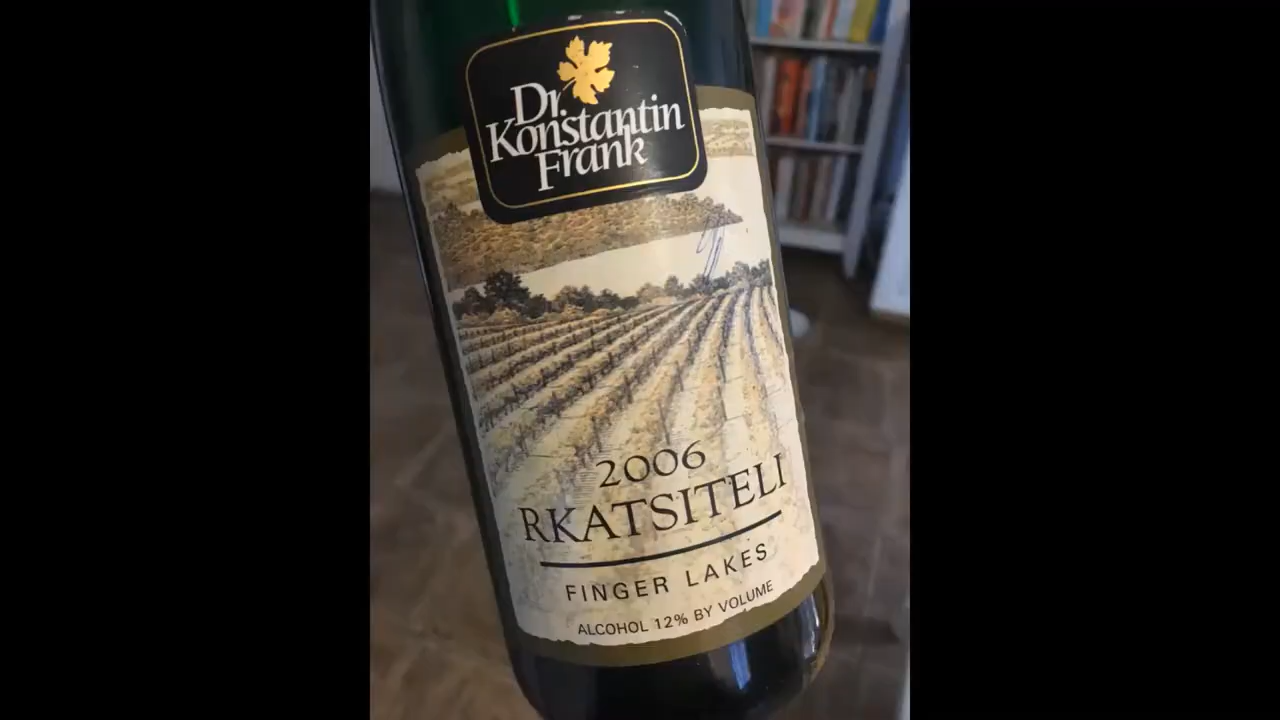 Dr.
Konstantin
Frank
2006
RKATSITELI
FINGER LAKES
ALCOHOL 12% BY VOLUME